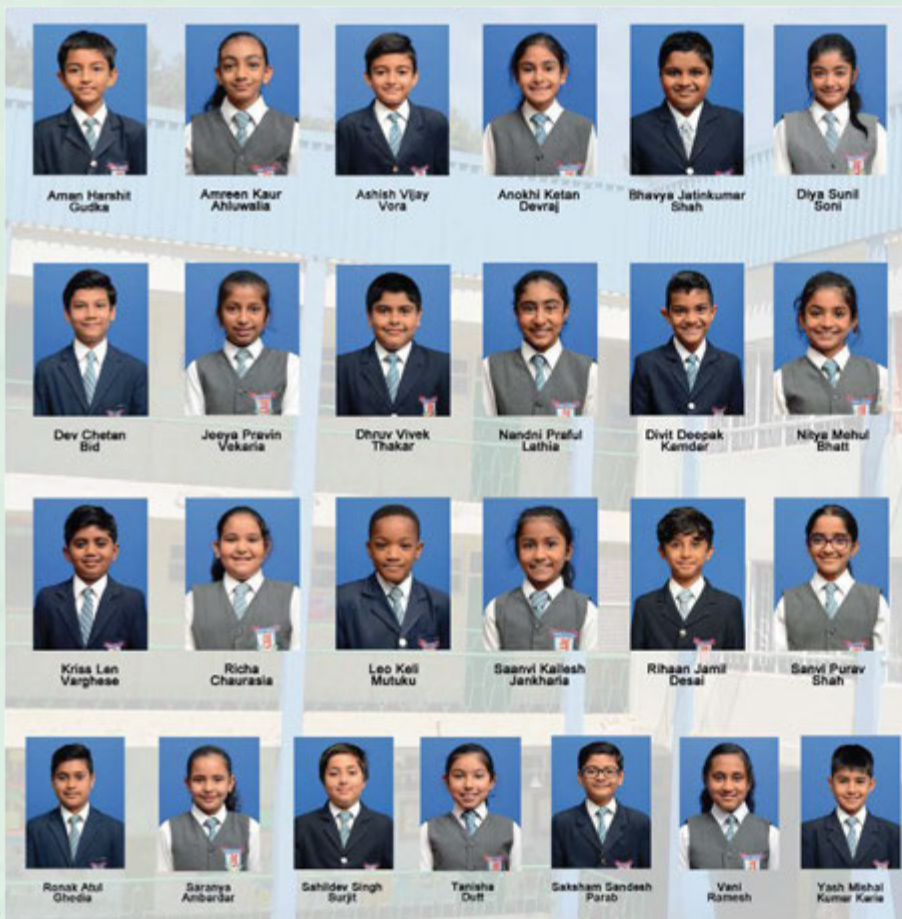 Aman Harshit
Gudka
Amreen Kaur
Ahluwalia
Ashish Vijay
Vora
Anokhi Ketan
Devraj
Bhavya Jatinkumar
Shah
Diya Sunil
Soni
Dev Chetan
Bid
Jeeya Pravin
Vekaria
Dhruv Vivek
Thakar
Nandni Praful
Lathia
Divit Deepak
Kamdar
Nitya Mehul
Bhatt
Kriss Len
Varghese
Richa
Chaurasia
Leo Keli
Mutuku
Saanvi Kailesh
Jankharia
Rihaan Jamil
Desai
Sanvi Purav
Shah
Ronak Atul
Ghedia
Saranya
Ambardar
Sahildev Singh
Surjit
Tanisha
Dutt
Saksham Sandesh
Parab
Vani
Ramesh
Yash Mishal
Kumar Karia